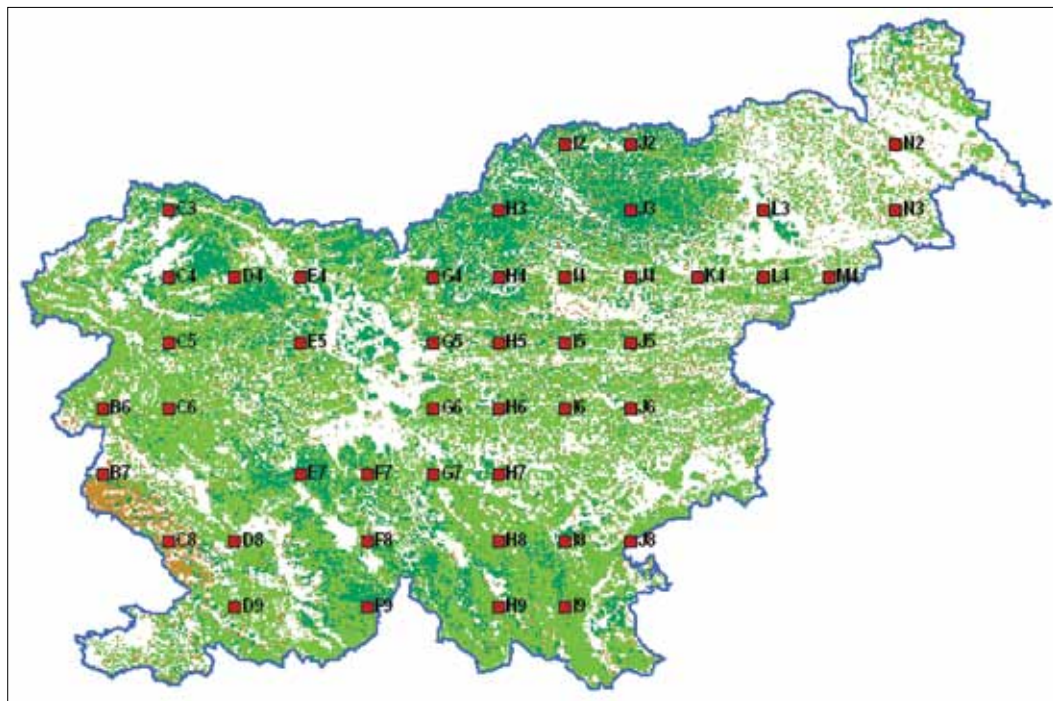 I2 J2 N2
C3 H3 J3 L3 N3
C4 D4 E4 G4 H4 I4 J4 K4 L4 M4
C5 E5 G5 H5 I5 J5
B6 C6 G6 H6 I6 J6
B7 E7 F7 G7 H7
C8 D8 F8 H8 I8 J8
D9 F9 H9 I9